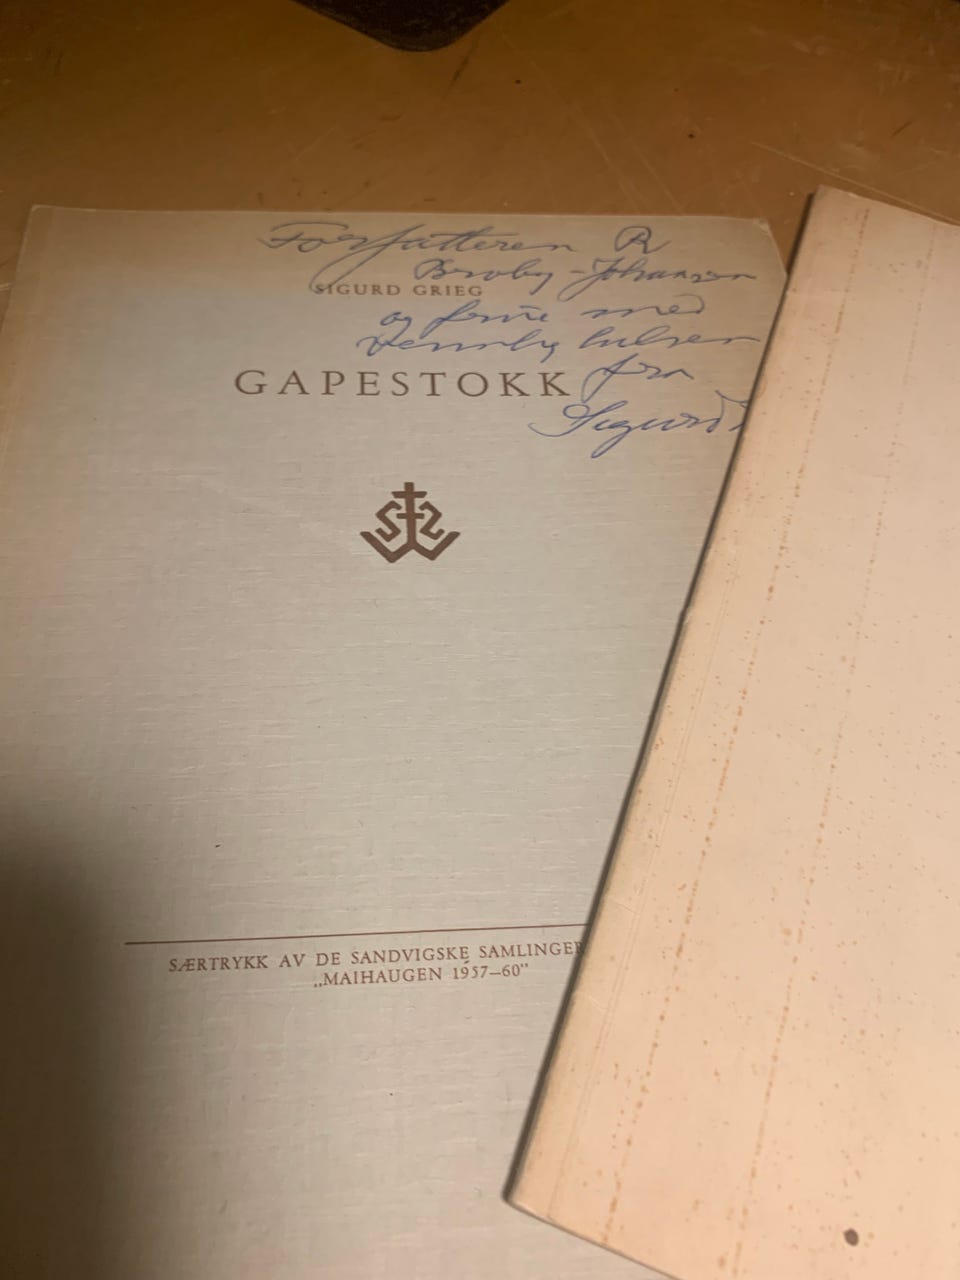 Forfatteren R
Broby-Johansen
SIGURD GRIEG
og frue med
vennlig hilsen
GAPESTOKK
fra
Sigurd
SÆRTRYKK AV DE SANDVIGSKE SAMLINGER
„MAIHAUGEN 1957–60”